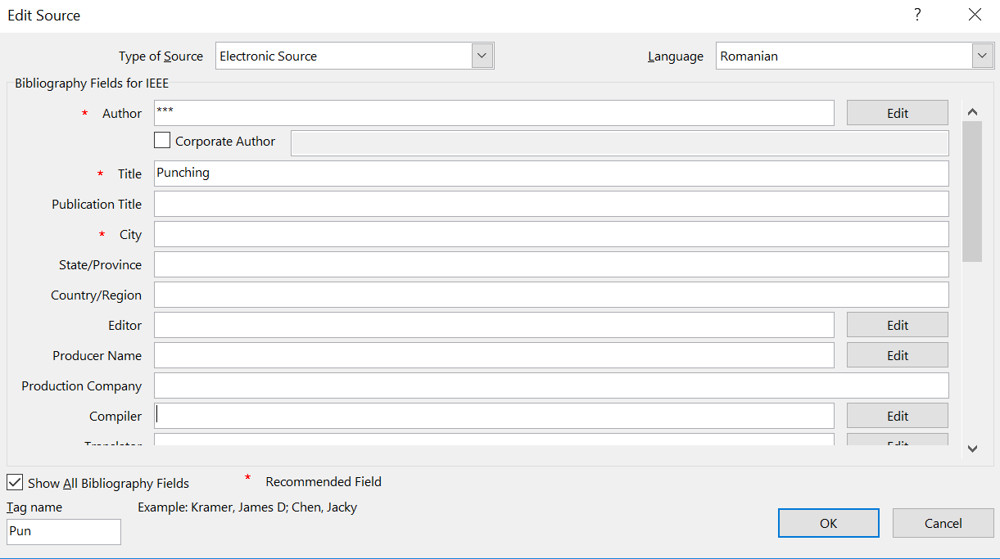 Edit Source
?
Type of Source Electronic Source Language Romanian
Bibliography Fields for IEEE
* Author *** Edit
Corporate Author
* Title Punching
Publication Title
* City
State/Province
Country/Region
Editor Edit
Producer Name Edit
Production Company
Compiler Edit
Translator Edit
Show All Bibliography Fields * Recommended Field
Tag name Example: Kramer, James D; Chen, Jacky
Pun OK Cancel